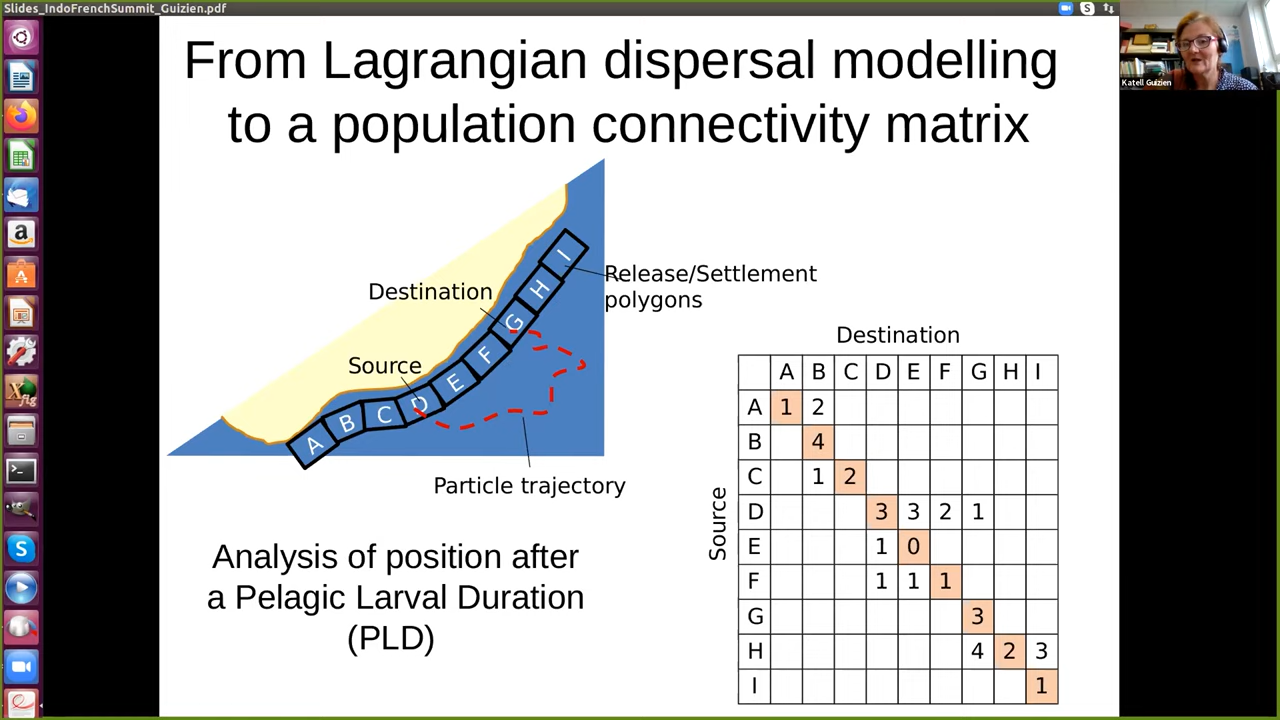 Slides_IndoFrenchSummit_Guizien.pdf
Katell Guizien
From Lagrangian dispersal modelling
to a population connectivity matrix
Destination
Release/Settlement
polygons
Source
A B C D E F G H I
Particle trajectory
Analysis of position after
a Pelagic Larval Duration
(PLD)
Destination
Source
A B C D E F G H I
A 1 2
B 4
C 1 2
D 3 3 2 1
E 1 0
F 1 1 1
G 3
H 4 2 3
I 1